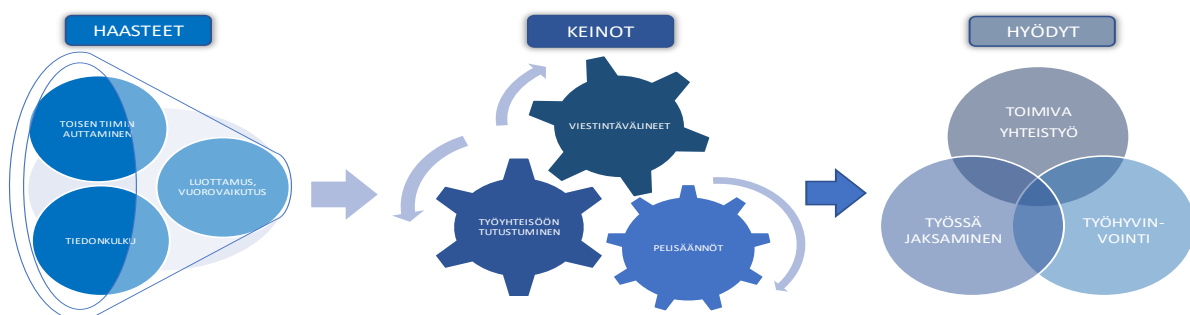 HAASTEET
TOISEN TIIMIN
AUTTAMINEN
LUOTTAMUS,
VUOROVAIKUTUS
TIEDONKULKU
KEINOT
VIESTINTÄVÄLINEET
TYÖYHTEISÖÖN
TUTUSTUMINEN
PELISÄÄNNÖT
HYÖDYT
TOIMIVA
YHTEISTYÖ
TYÖSSÄ
JAKSAMINEN
TYÖHYVIN-
VOINTI